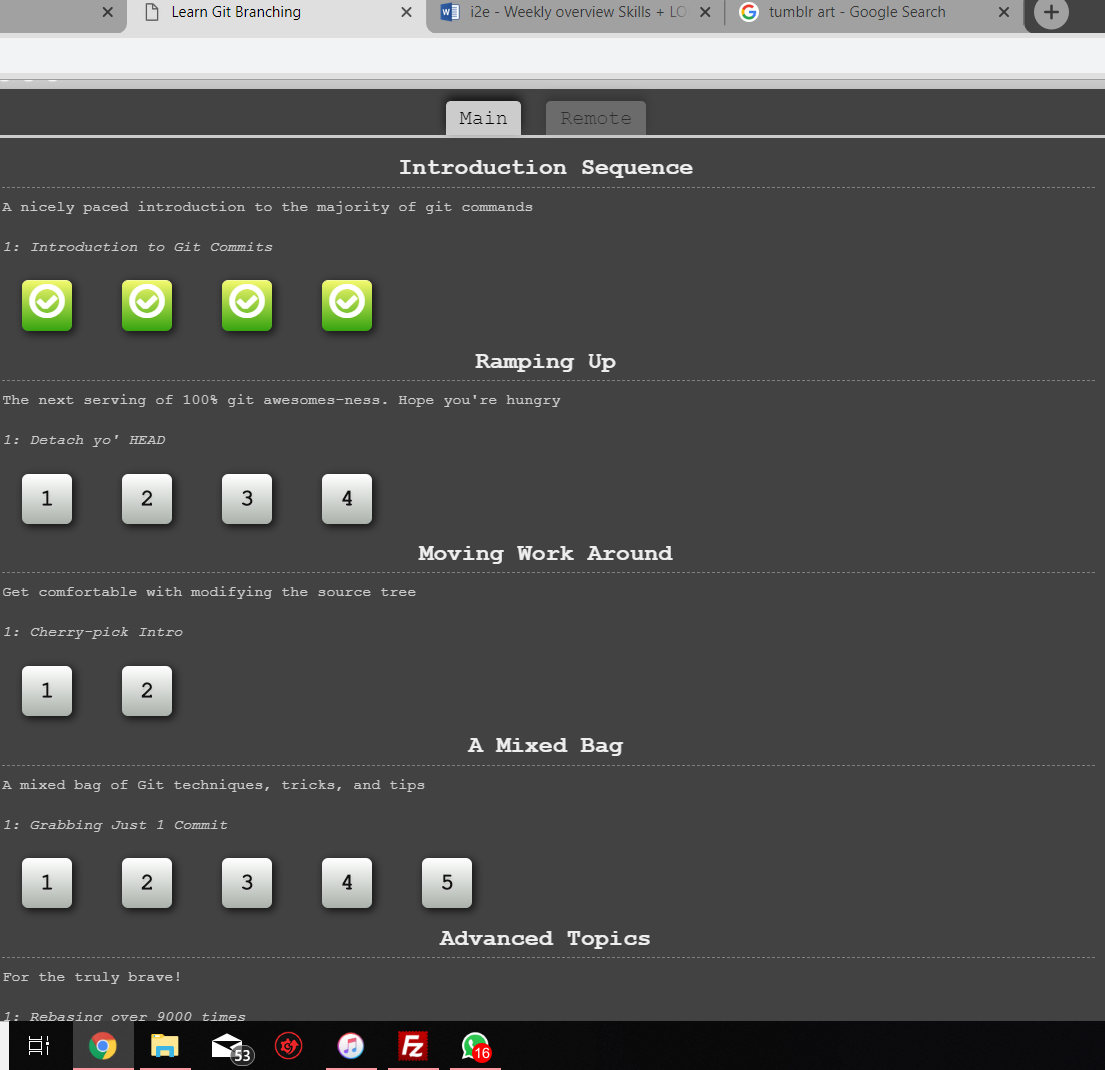 Learn Git Branching
i2e - Weekly overview Skills + LO
tumblr art - Google Search
Main
Remote
Introduction Sequence
A nicely paced introduction to the majority of git commands
1: Introduction to Git Commits
Ramping Up
The next serving of 100% git awesomes-ness. Hope you're hungry
1: Detach yo' HEAD
1 2 3 4
Moving Work Around
Get comfortable with modifying the source tree
1: Cherry-pick Intro
1 2
A Mixed Bag
A mixed bag of Git techniques, tricks, and tips
1: Grabbing Just 1 Commit
1 2 3 4 5
Advanced Topics
For the truly brave!
1: Rebasing over 9000 times
53
Fz
16